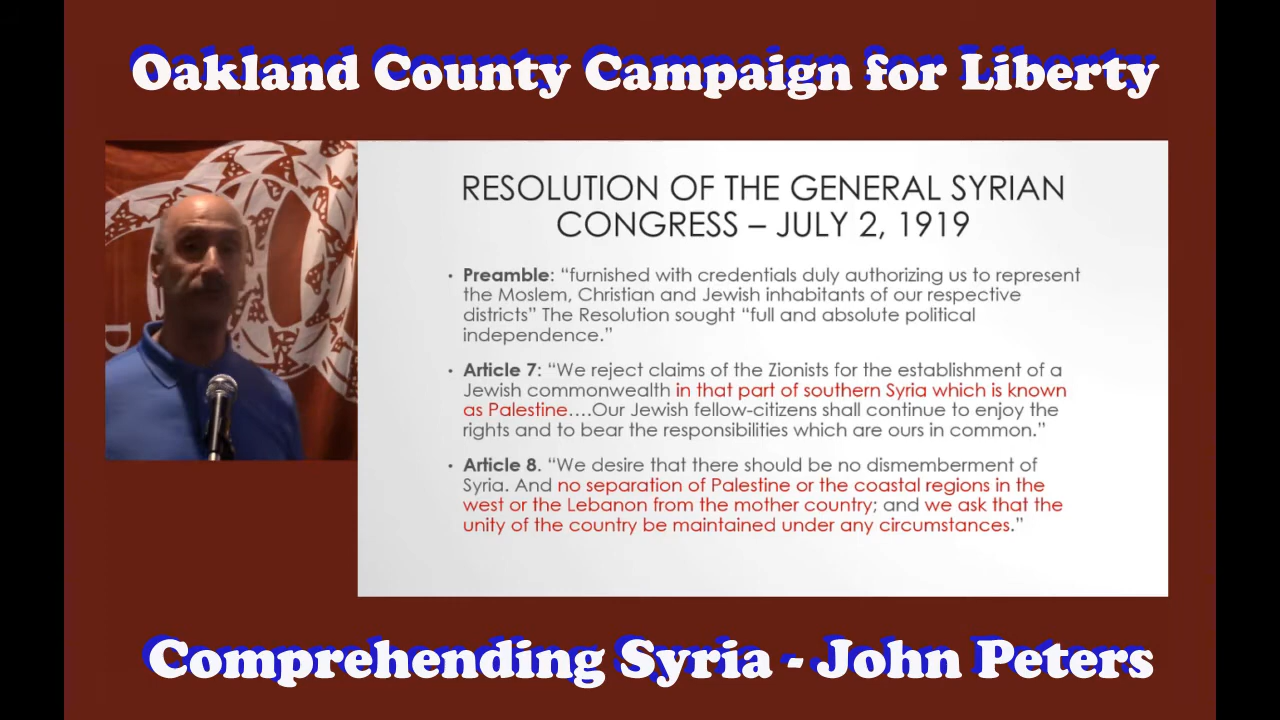 Oakland County Campaign for Liberty
RESOLUTION OF THE GENERAL SYRIAN
CONGRESS – JULY 2, 1919
• Preamble: “furnished with credentials duly authorizing us to represent
the Moslem, Christian and Jewish inhabitants of our respective
districts” The Resolution sought “full and absolute political
independence.”
• Article 7: “We reject claims of the Zionists for the establishment of a
Jewish commonwealth in that part of southern Syria which is known
as Palestine….Our Jewish fellow-citizens shall continue to enjoy the
rights and to bear the responsibilities which are ours in common.”
• Article 8. “We desire that there should be no dismemberment of
Syria. And no separation of Palestine or the coastal regions in the
west or the Lebanon from the mother country; and we ask that the
unity of the country be maintained under any circumstances.”
Comprehending Syria - John Peters